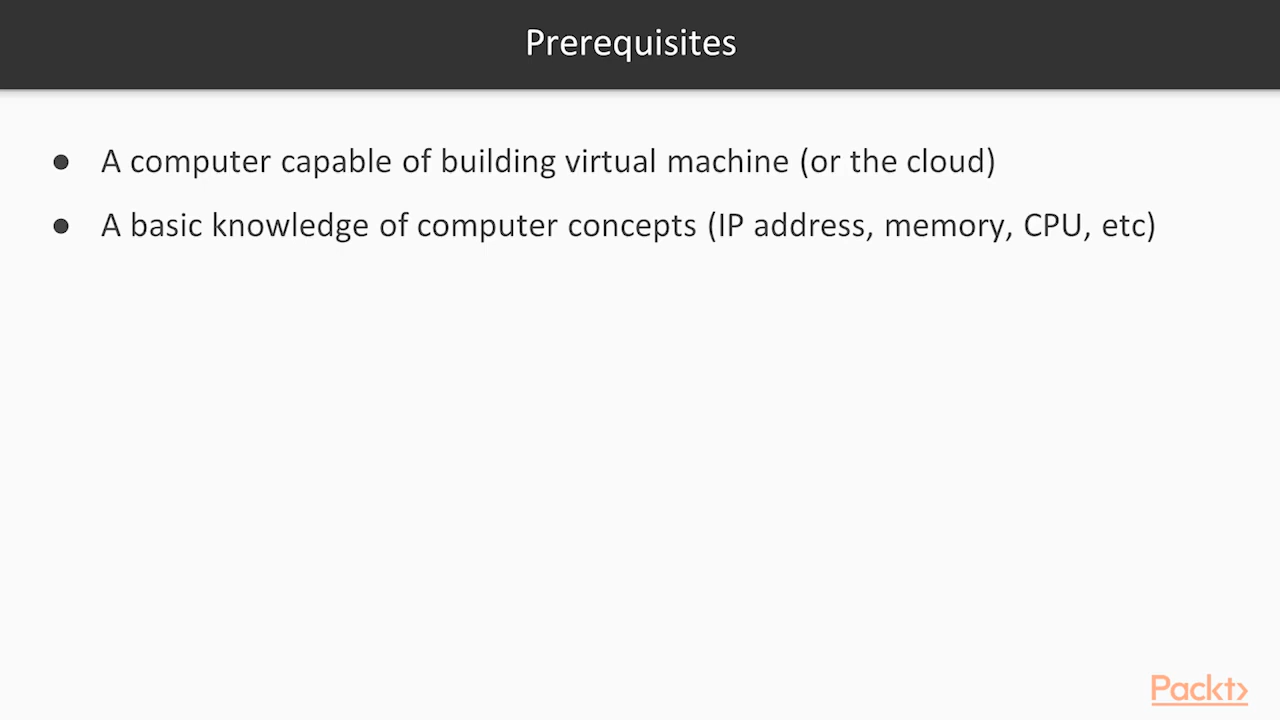 Prerequisites
● A computer capable of building virtual machine (or the cloud)
● A basic knowledge of computer concepts (IP address, memory, CPU, etc)
Packt>